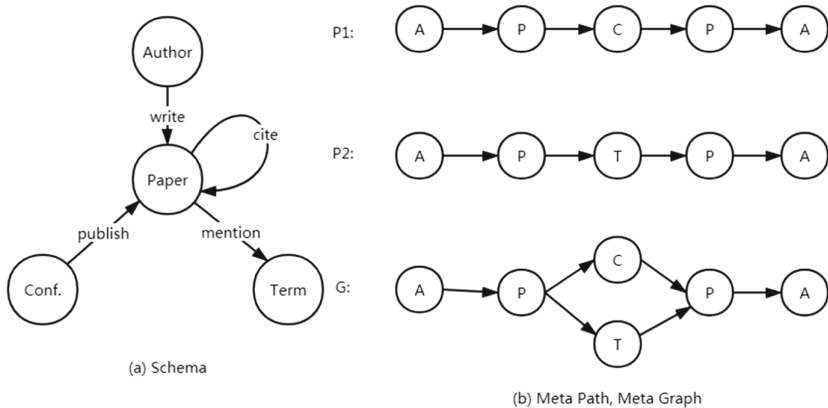 Author
write
cite
Paper
publish
mention
Conf.
Term
(a) Schema
P1:
A
P
C
P
A
P2:
A
P
T
P
A
G:
A
P
C
T
P
A
(b) Meta Path, Meta Graph